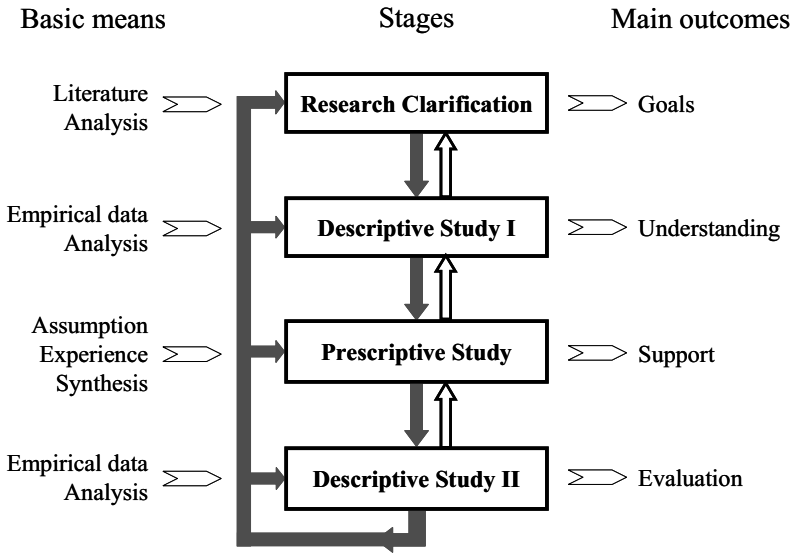 Basic means
Stages
Main outcomes
Literature
Analysis
Research Clarification
Goals
Empirical data
Analysis
Descriptive Study I
Understanding
Assumption
Experience
Synthesis
Prescriptive Study
Support
Empirical data
Analysis
Descriptive Study II
Evaluation